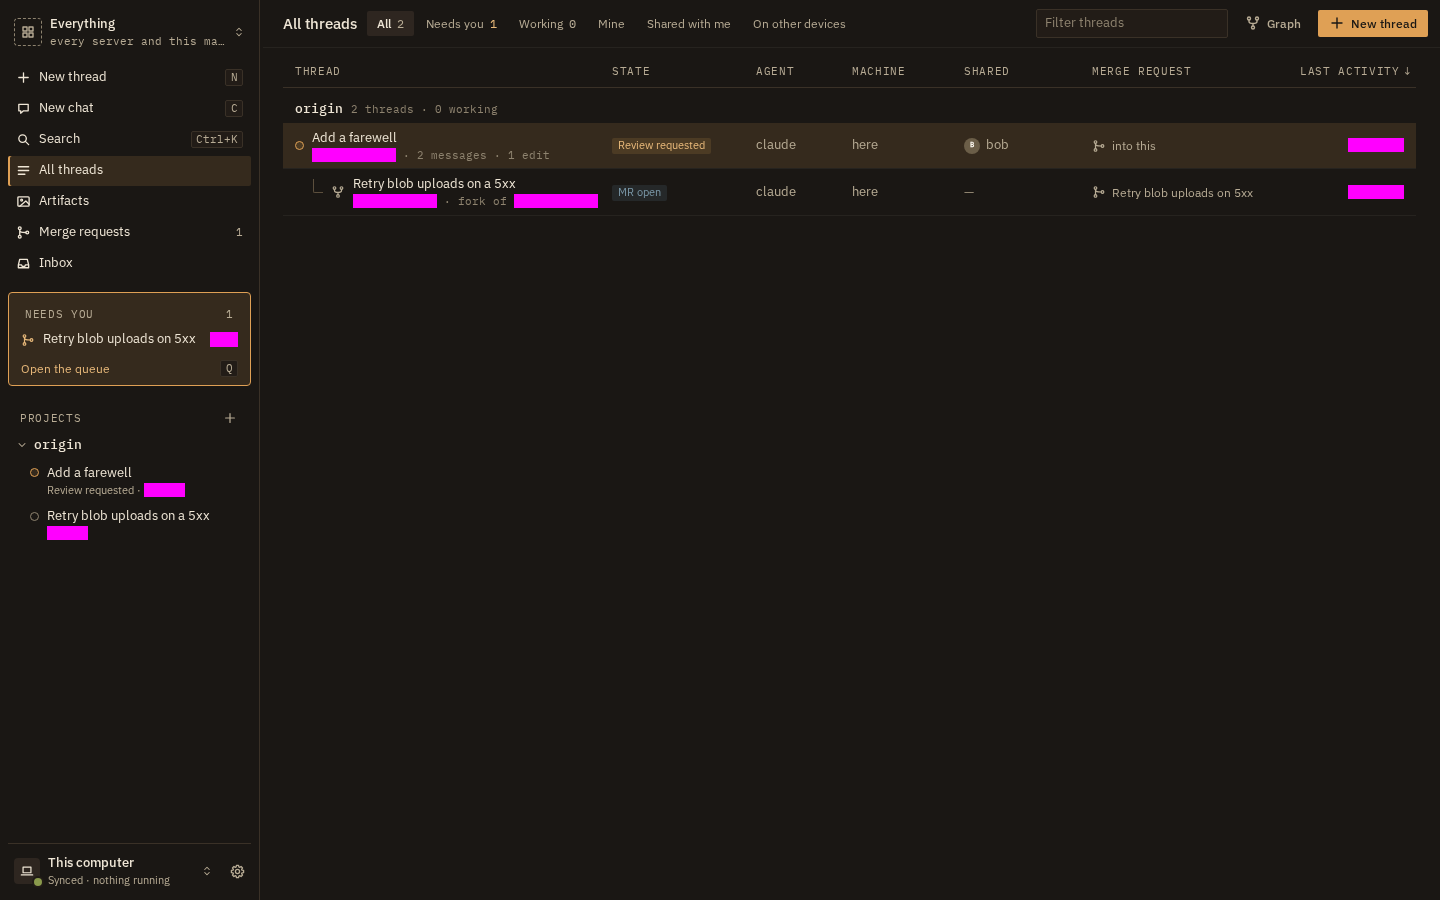 Everything
every server and this ma…
New thread N
New chat C
Search Ctrl+K
All threads
Artifacts
Merge requests 1
Inbox
NEEDS YOU 1
Retry blob uploads on 5xx
Open the queue Q
PROJECTS
origin
Add a farewell
Review requested ·
Retry blob uploads on a 5xx
This computer
Synced · nothing running
All threads All 2 Needs you 1 Working 0 Mine Shared with me On other devices Filter threads Graph New thread
THREAD STATE AGENT MACHINE SHARED MERGE REQUEST LAST ACTIVITY ↓
origin 2 threads · 0 working
Add a farewell Review requested claude here B bob into this
· 2 messages · 1 edit
Retry blob uploads on a 5xx MR open claude here — Retry blob uploads on 5xx
· fork of